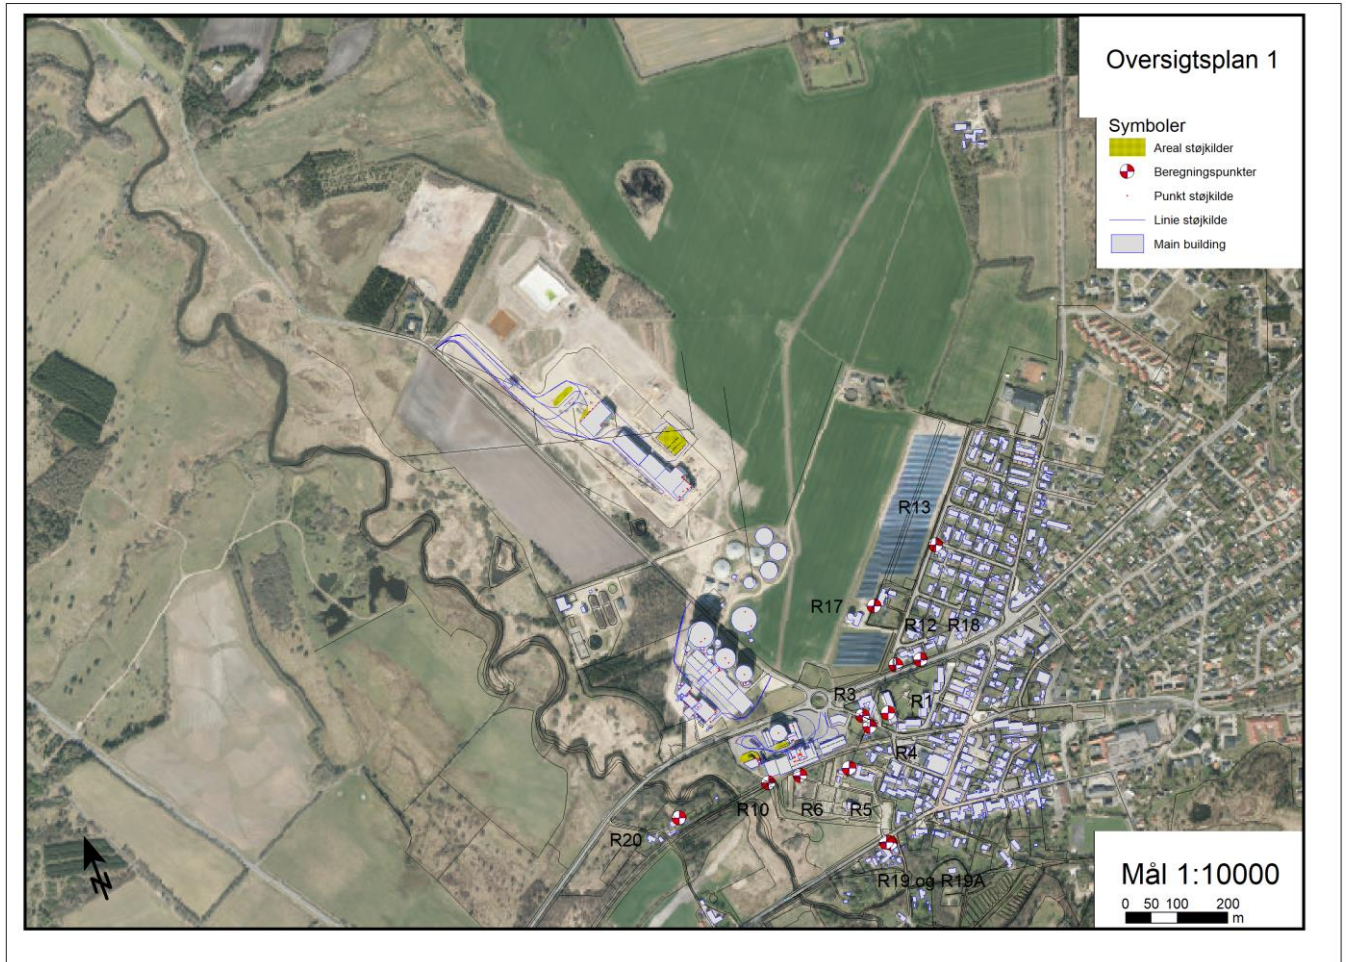 Oversigtsplan 1
Symboler
Areal støjkilder
Beregningspunkter
Punkt støjkilde
Linie støjkilde
Main building
R13
R17
R12
R18
R3
R1
R4
R10
R6
R5
R20
R19 og R19A
N
Mål 1:10000
0 50 100 200
m